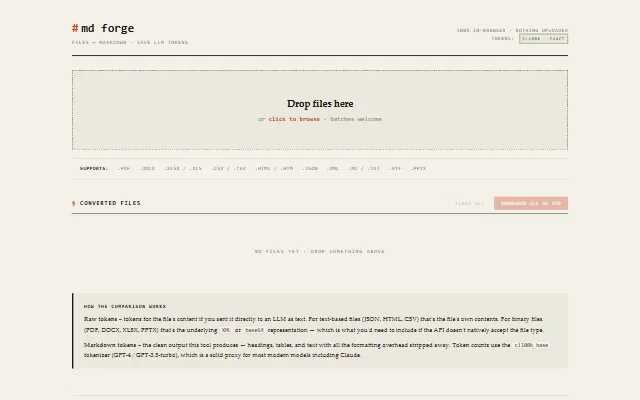 # md forge
FILES → MARKDOWN · SAVE LLM TOKENS
100% IN-BROWSER · NOTHING UPLOADED
TOKENS:
Drop files here
or click to browse · batches welcome
SUPPORTS: .PDF .DOCX .XLSX / .XLS .CSV / .TSV .HTML / .HTM .JSON .XML .MD / .TXT .RTF .PPTX
# CONVERTED FILES
CLEAR ALL
DOWNLOAD ALL AS ZIP
NO FILES YET · DROP SOMETHING ABOVE
HOW THE COMPARISON WORKS
Raw tokens – tokens for the file's content if you sent it directly to an LLM as text. For text-based files (JSON, HTML, CSV) that's the file's own contents. For binary files
(PDF, DOCX, XLSX, PPTX) that's the underlying XML or base64 representation — which is what you'd need to include if the API doesn't natively accept the file type.
Markdown tokens – the clean output this tool produces — headings, tables, and text with all the formatting overhead stripped away. Token counts use the cl100k_base
tokenizer (GPT-4 / GPT-3.5-turbo), which is a solid proxy for most modern models including Claude.